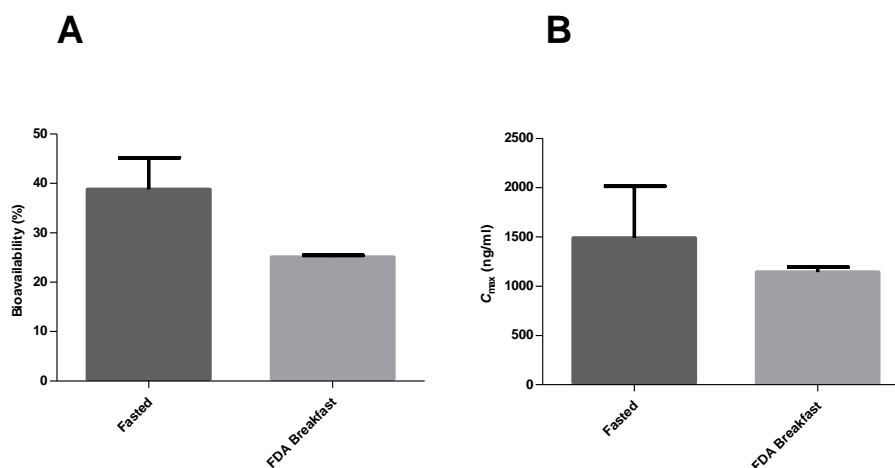 A
Bioavailability (%)
50
40
30
20
10
0
Fasted
FDA Breakfast
B
Cmax (ng/ml)
2500
2000
1500
1000
500
0
Fasted
FDA Breakfast